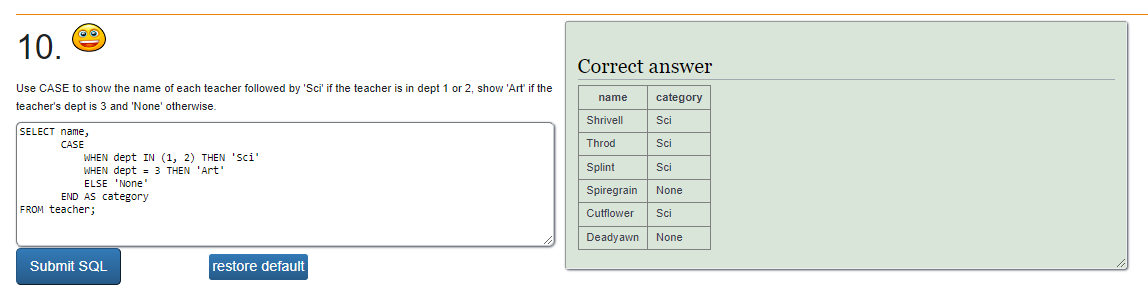 10.
Use CASE to show the name of each teacher followed by 'Sci' if the teacher is in dept 1 or 2, show 'Art' if the
teacher's dept is 3 and 'None' otherwise.
SELECT name,
CASE
WHEN dept IN (1, 2) THEN 'Sci'
WHEN dept = 3 THEN 'Art'
ELSE 'None'
END AS category
FROM teacher;
Submit SQL restore default
Correct answer
name category
Shrivell Sci
Throd Sci
Splint Sci
Spiregrain None
Cutflower Sci
Deadyawn None